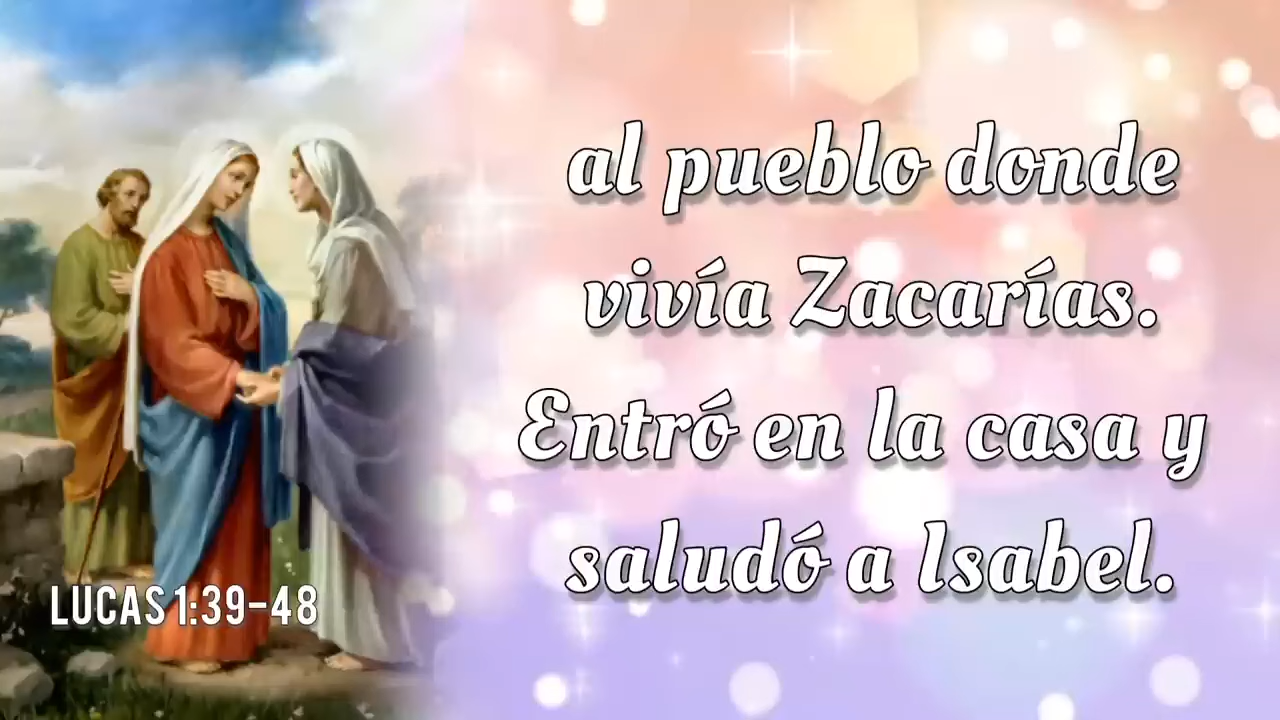 al pueblo donde
vivía Zacarías.
Entró en la casa y
saludó a Isabel.
LUCAS 1:39-48